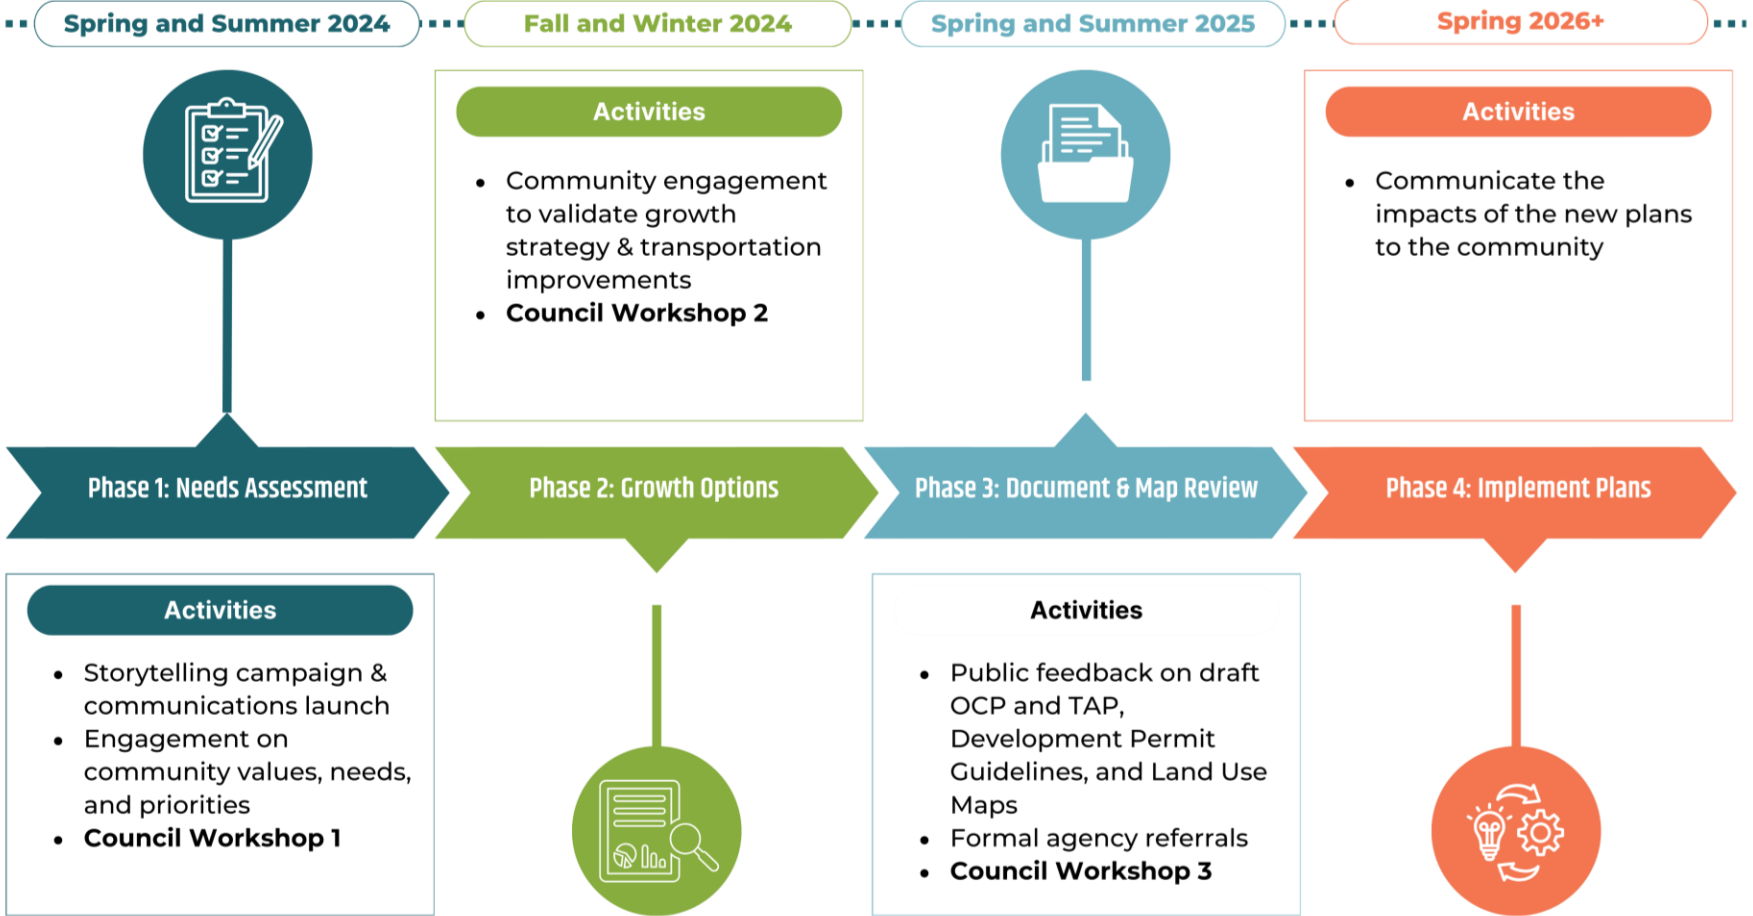 Spring and Summer 2024
Fall and Winter 2024
Spring and Summer 2025
Spring 2026+
Activities
• Community engagement
to validate growth
strategy & transportation
improvements
• Council Workshop 2
Activities
• Communicate the
impacts of the new plans
to the community
Phase 1: Needs Assessment
Phase 2: Growth Options
Phase 3: Document & Map Review
Phase 4: Implement Plans
Activities
• Storytelling campaign &
communications launch
• Engagement on
community values, needs,
and priorities
• Council Workshop 1
Activities
• Public feedback on draft
OCP and TAP,
Development Permit
Guidelines, and Land Use
Maps
• Formal agency referrals
• Council Workshop 3